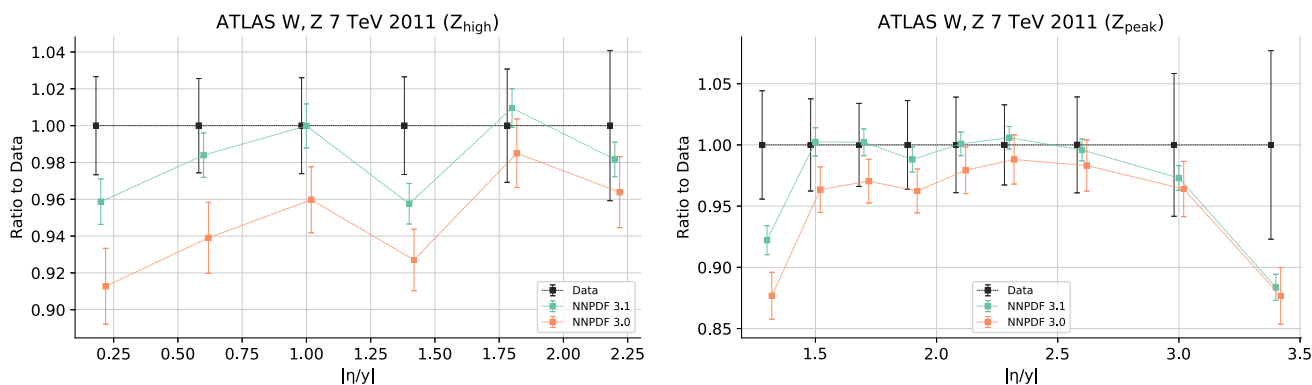 ATLAS W, Z 7 TeV 2011 (Z_high)
1.04
1.02
1.00
0.98
0.96
0.94
0.92
0.90
Ratio to Data
Data
NNPDF 3.1
NNPDF 3.0
0.25 0.50 0.75 1.00 1.25 1.50 1.75 2.00 2.25
|η/y|
ATLAS W, Z 7 TeV 2011 (Z_peak)
1.05
1.00
0.95
0.90
0.85
Ratio to Data
Data
NNPDF 3.1
NNPDF 3.0
1.5 2.0 2.5 3.0 3.5
|η/y|